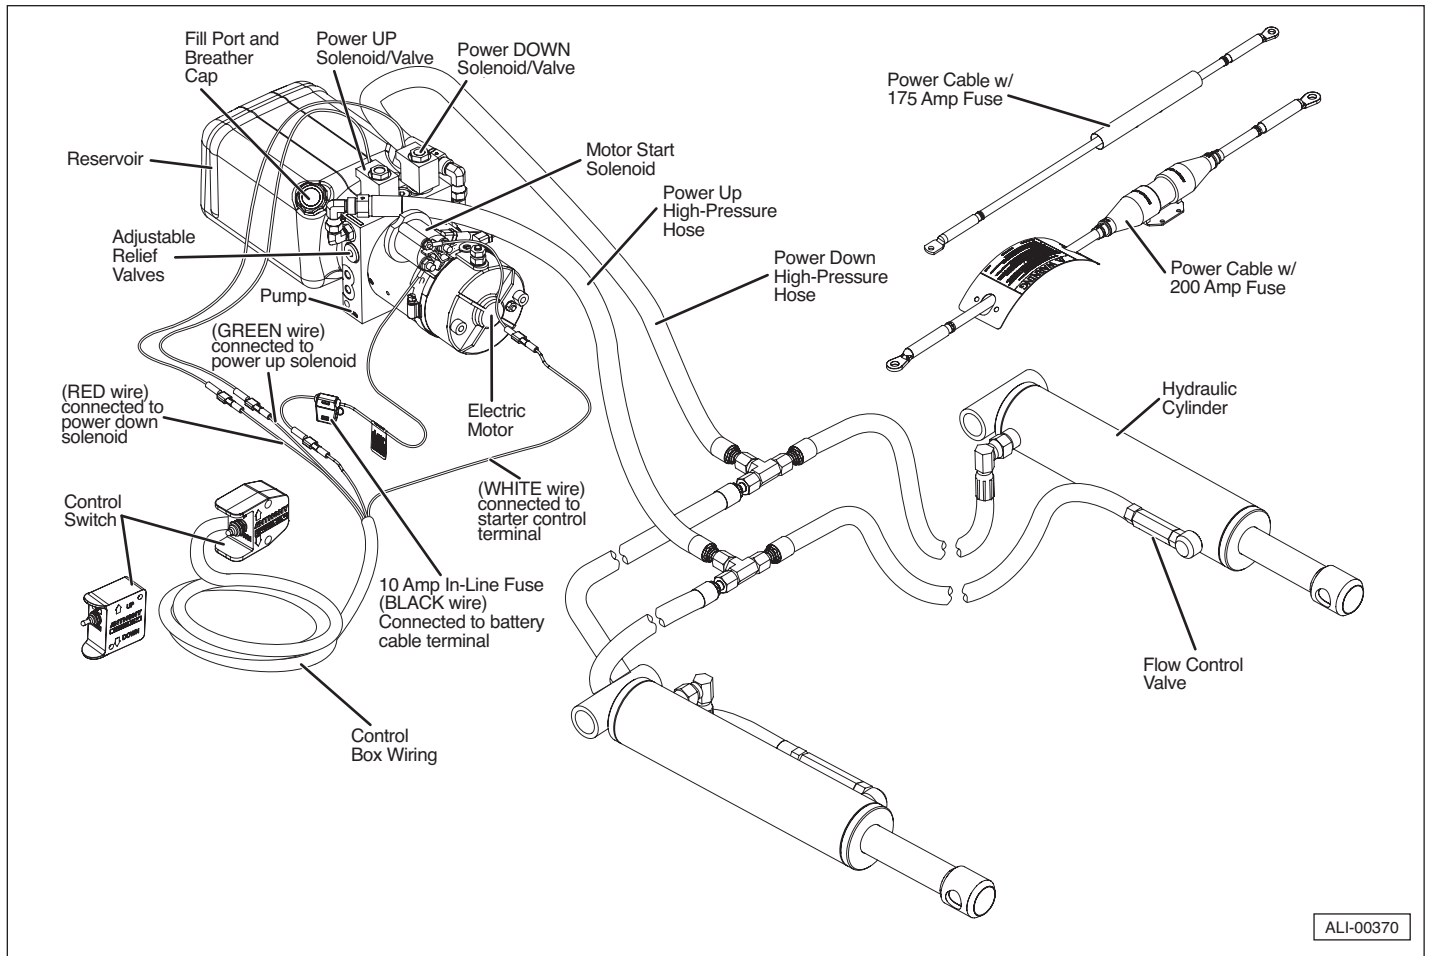 Fill Port and
Breather
Cap
Power UP
Solenoid/Valve
Power DOWN
Solenoid/Valve
Power Cable w/
175 Amp Fuse
Reservoir
Motor Start
Solenoid
Power Up
High-Pressure
Hose
Adjustable
Relief
Valves
Power Down
High-Pressure
Hose
Power Cable w/
200 Amp Fuse
Pump
(GREEN wire)
connected to
power up solenoid
(RED wire)
connected to
power down
solenoid
Electric
Motor
Hydraulic
Cylinder
Control
Switch
(WHITE wire)
connected to
starter control
terminal
10 Amp In-Line Fuse
(BLACK wire)
Connected to battery
cable terminal
UP
DOWN
Flow Control
Valve
Control
Box Wiring
ALI-00370